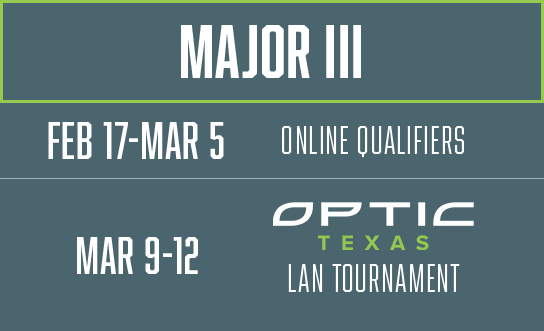 MAJOR III
FEB 17-MAR 5 ONLINE QUALIFIERS
OPTIC
TEXAS
MAR 9-12 LAN TOURNAMENT